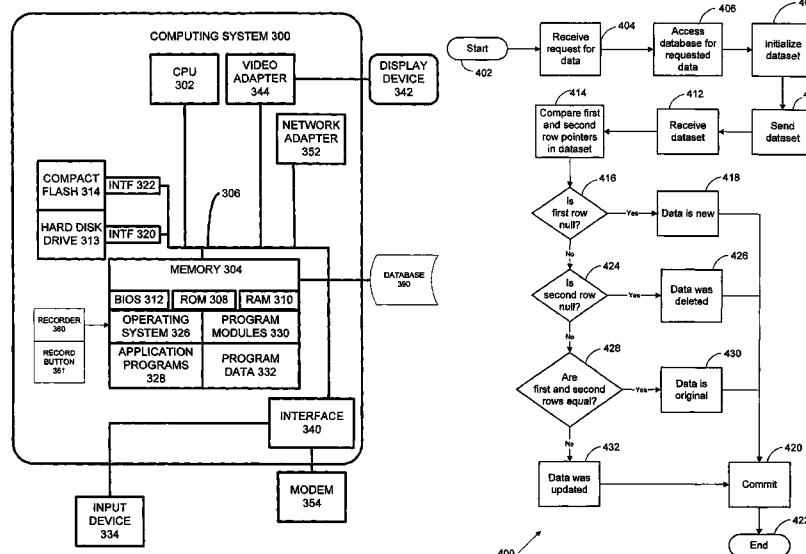 COMPUTING SYSTEM 300
CPU
302
VIDEO
ADAPTER
344
DISPLAY
DEVICE
342
NETWORK
ADAPTER
352
COMPACT
FLASH 314
INTF 322
306
HARD DISK
DRIVE 313
INTF 320
MEMORY 304
DATABASE
390
BIOS 312
ROM 308
RAM 310
RECORDER
360
RECORD
BUTTON
361
OPERATING
SYSTEM 326
PROGRAM
MODULES 330
APPLICATION
PROGRAMS
328
PROGRAM
DATA 332
INTERFACE
340
INPUT
DEVICE
334
MODEM
354
Start
402
Receive
request for
data
404
Access
database for
requested
data
406
Initialize
dataset
414
Compare first
and second
row pointers
in dataset
412
Receive
dataset
Send
dataset
416
Is
first row
null?
Yes
418
Data is new
No
424
Is
second row
null?
Yes
426
Data was
deleted
No
428
Are
first and second
rows equal?
Yes
430
Data is
original
No
432
Data was
updated
420
Commit
422
End
400